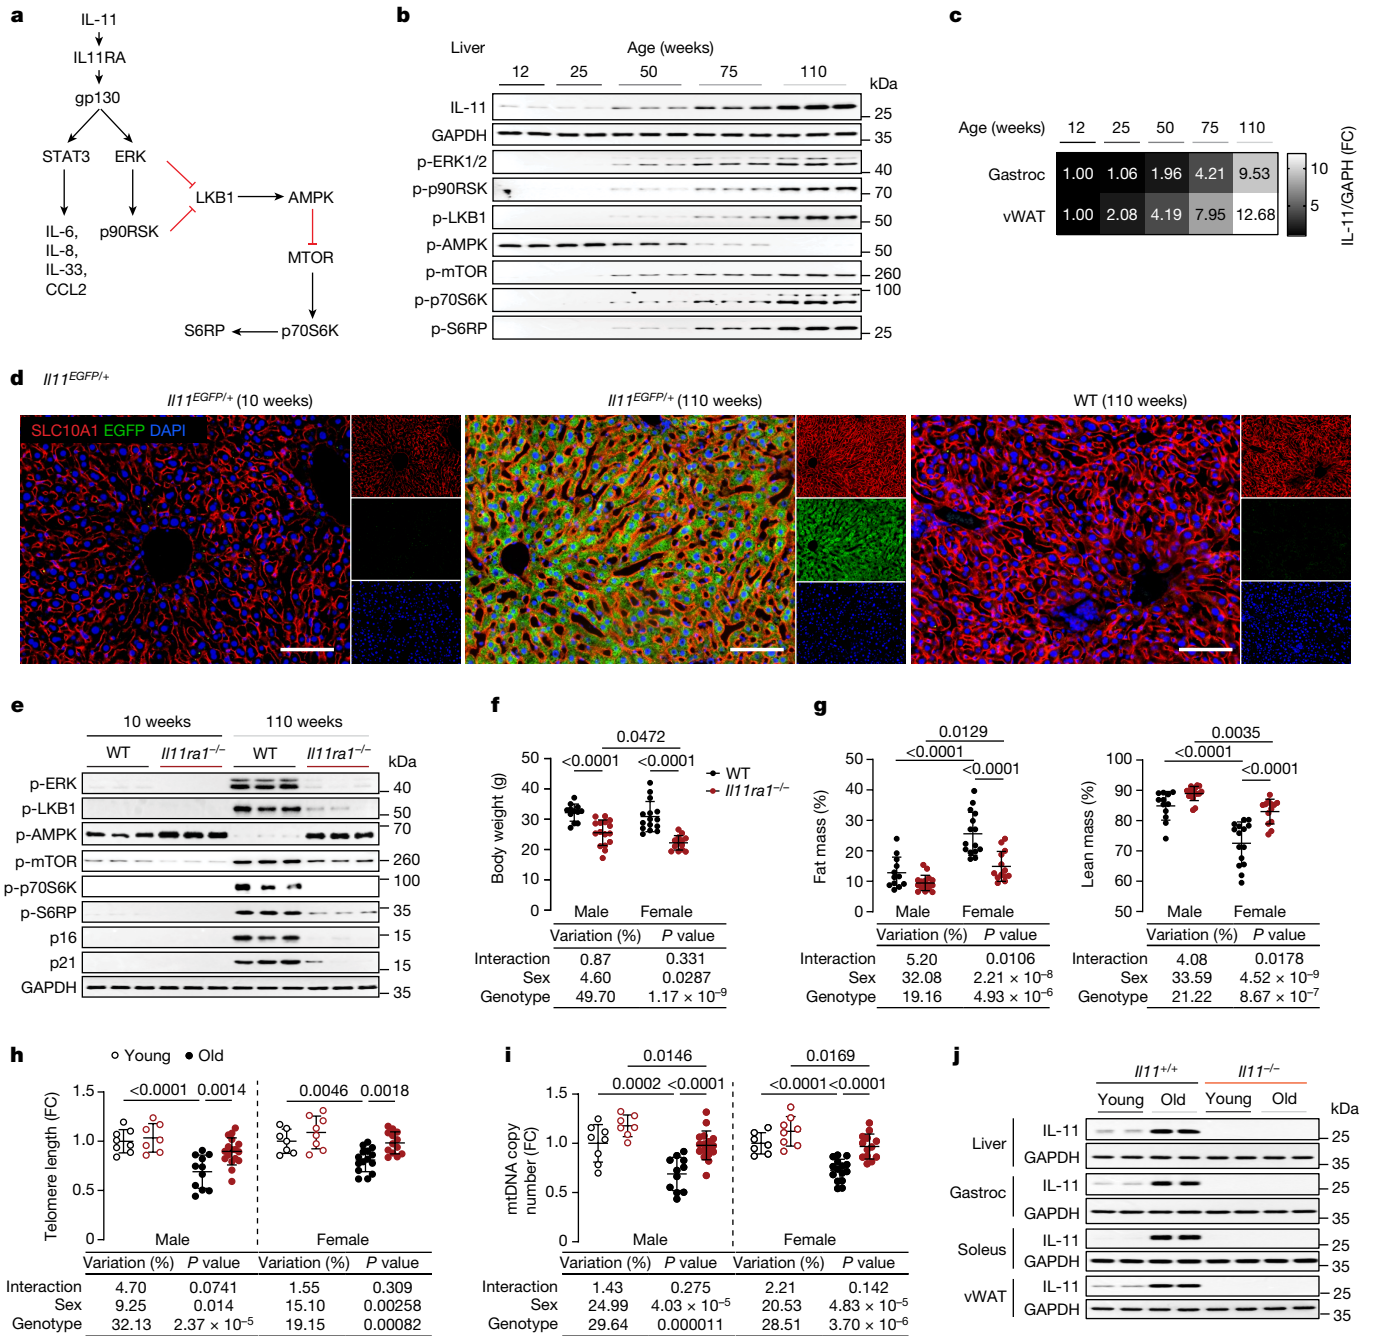 a
IL-11
IL11RA
gp130
STAT3 ERK
LKB1 AMPK
IL-6,
IL-8,
IL-33,
CCL2
p90RSK
MTOR
S6RP p70S6K
b
Liver Age (weeks)
12 25 50 75 110
kDa
IL-11 25
GAPDH 35
p-ERK1/2 40
p-p90RSK 70
p-LKB1 50
p-AMPK 50
p-mTOR 260
p-p70S6K 100
p-S6RP 25
c
Age (weeks) 12 25 50 75 110
Gastroc 1.00 1.06 1.96 4.21 9.53
vWAT 1.00 2.08 4.19 7.95 12.68
10
5
IL-11/GAPH (FC)
d Il11EGFP/+
Il11EGFP/+ (10 weeks) Il11EGFP/+ (110 weeks) WT (110 weeks)
SLC10A1 EGFP DAPI
e
10 weeks 110 weeks
WT Il11ra1–/– WT Il11ra1–/–
kDa
p-ERK 40
p-LKB1 50
p-AMPK 70
p-mTOR 260
p-p70S6K 100
p-S6RP 35
p16 15
p21 15
GAPDH 35
f
0.0472
<0.0001 <0.0001
WT
Il11ra1–/–
Body weight (g)
50
40
30
20
10
0
Male Female
Variation (%) P value
Interaction 0.87 0.331
Sex 4.60 0.0287
Genotype 49.70 1.17 × 10–9
g
0.0129
<0.0001
<0.0001
Fat mass (%)
50
40
30
20
10
0
Male Female
Variation (%) P value
Interaction 5.20 0.0106
Sex 32.08 2.21 × 10–8
Genotype 19.16 4.93 × 10–6
0.0035
<0.0001
<0.0001
Lean mass (%)
100
90
80
70
60
50
Male Female
Variation (%) P value
Interaction 4.08 0.0178
Sex 33.59 4.52 × 10–9
Genotype 21.22 8.67 × 10–7
h
Young Old
<0.0001 0.0014 0.0046 0.0018
Telomere length (FC)
1.5
1.0
0.5
0
Male Female
Variation (%) P value Variation (%) P value
Interaction 4.70 0.0741 1.55 0.309
Sex 9.25 0.014 15.10 0.00258
Genotype 32.13 2.37 × 10–5 19.15 0.00082
i
0.0146 0.0169
0.0002 <0.0001 <0.0001 <0.0001
mtDNA copy
number (FC)
1.5
1.0
0.5
0
Male Female
Variation (%) P value Variation (%) P value
Interaction 1.43 0.275 2.21 0.142
Sex 24.99 4.03 × 10–5 20.53 4.83 × 10–5
Genotype 29.64 0.000011 28.51 3.70 × 10–6
j
Il11+/+ Il11–/–
Young Old Young Old
kDa
Liver
IL-11 25
GAPDH 35
Gastroc
IL-11 25
GAPDH 35
Soleus
IL-11 25
GAPDH 35
vWAT
IL-11 25
GAPDH 35